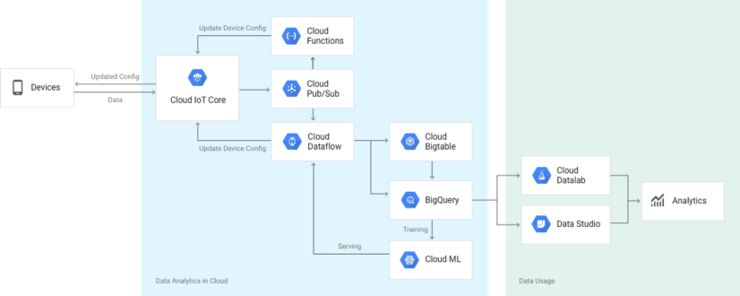 Update Device Config
Cloud
Functions
Devices
Updated Config
Data
Cloud IoT Core
Cloud
Pub/Sub
Update Device Config
Cloud
Dataflow
Cloud
Bigtable
BigQuery
Training
Serving
Cloud ML
Cloud
Datalab
Data Studio
Analytics
Data Analytics in Cloud
Data Usage